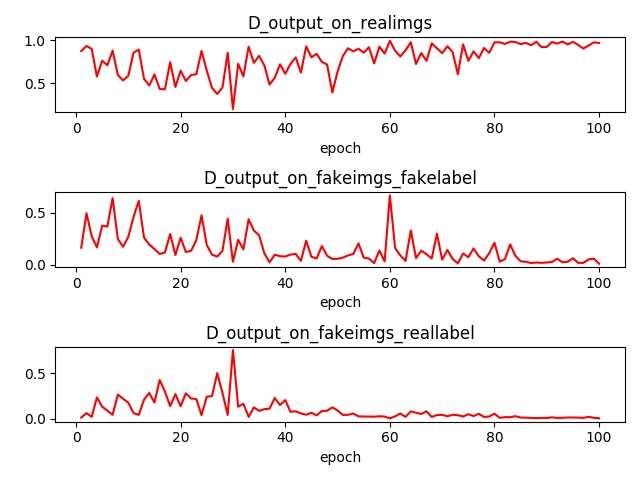 D_output_on_realimgs
1.0
0.5
0 20 40 60 80 100
epoch
D_output_on_fakeimgs_fakelabel
0.5
0.0
0 20 40 60 80 100
epoch
D_output_on_fakeimgs_reallabel
0.5
0.0
0 20 40 60 80 100
epoch